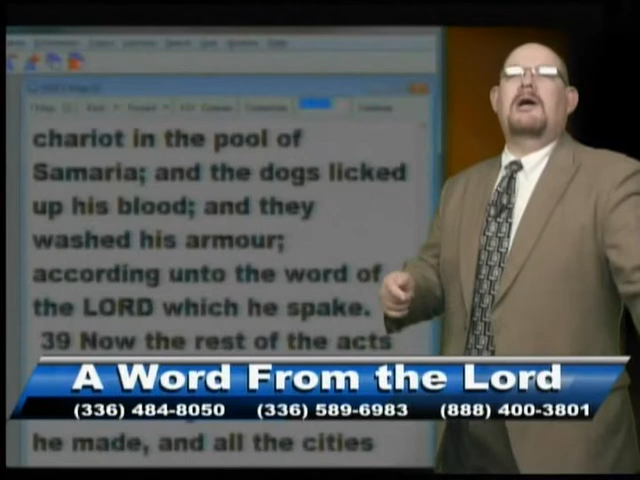 chariot in the pool of
Samaria; and the dogs licked
up his blood; and they
washed his armour;
according unto the word of
the LORD which he spake.
39 Now the rest of the acts
A Word From the Lord
(336) 484-8050 (336) 589-6983 (888) 400-3801
he made, and all the cities